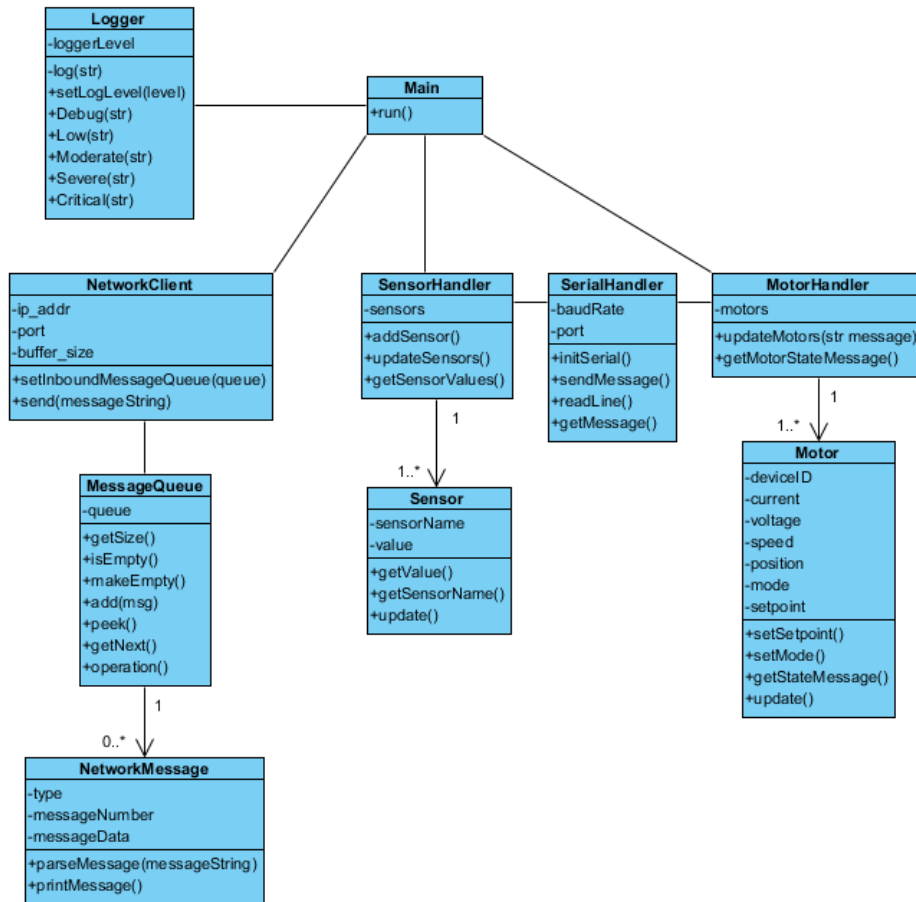 Logger
-loggerLevel
-log(str)
+setLogLevel(level)
+Debug(str)
+Low(str)
+Moderate(str)
+Severe(str)
+Critical(str)
Main
+run()
NetworkClient
-ip_addr
-port
-buffer_size
+setInboundMessageQueue(queue)
+send(messageString)
SensorHandler
-sensors
+addSensor()
+updateSensors()
+getSensorValues()
SerialHandler
-baudRate
-port
+initSerial()
+sendMessage()
+readLine()
+getMessage()
MotorHandler
-motors
+updateMotors(str message)
+getMotorStateMessage()
1
1..*
1
1..*
MessageQueue
-queue
+getSize()
+isEmpty()
+makeEmpty()
+add(msg)
+peek()
+getNext()
+operation()
Sensor
-sensorName
-value
+getValue()
+getSensorName()
+update()
Motor
-deviceID
-current
-voltage
-speed
-position
-mode
-setpoint
+setSetpoint()
+setMode()
+getStateMessage()
+update()
1
0..*
NetworkMessage
-type
-messageNumber
-messageData
+parseMessage(messageString)
+printMessage()